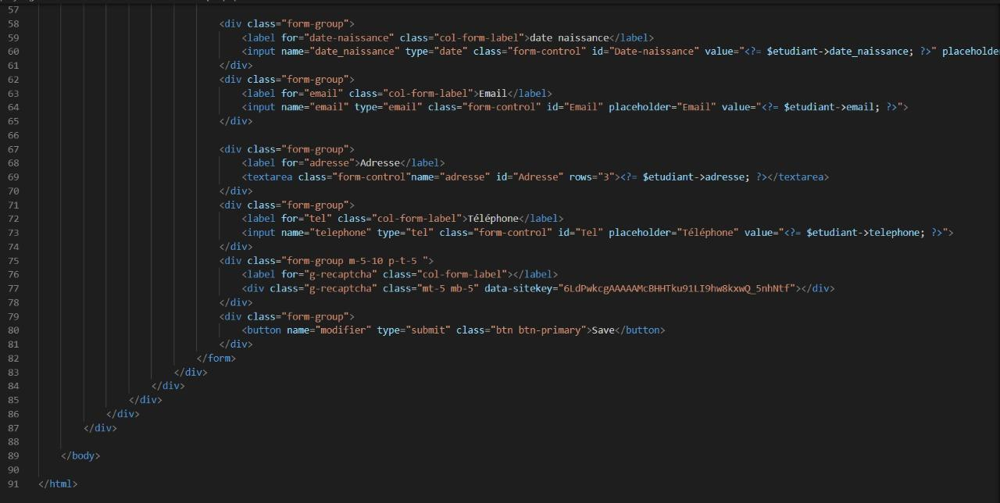 57
58 <div class="form-group">
59 <label for="date-naissance" class="col-form-label">date naissance</label>
60 <input name="date_naissance" type="date" class="form-control" id="Date-naissance" value="<?= $etudiant->date_naissance; ?>" placeholde
61 </div>
62 <div class="form-group">
63 <label for="email" class="col-form-label">Email</label>
64 <input name="email" type="email" class="form-control" id="Email" placeholder="Email" value="<?= $etudiant->email; ?>">
65 </div>
66
67 <div class="form-group">
68 <label for="adresse">Adresse</label>
69 <textarea class="form-control"name="adresse" id="Adresse" rows="3"><?= $etudiant->adresse; ?></textarea>
70 </div>
71 <div class="form-group">
72 <label for="tel" class="col-form-label">Téléphone</label>
73 <input name="telephone" type="tel" class="form-control" id="Tel" placeholder="Téléphone" value="<?= $etudiant->telephone; ?>">
74 </div>
75 <div class="form-group m-5-10 p-t-5 ">
76 <label for="g-recaptcha" class="col-form-label"></label>
77 <div class="g-recaptcha" class="mt-5 mb-5" data-sitekey="6LdPwkcgAAAAAMcBHHTku91LI9hw8kxwQ_5nhNtf"></div>
78 </div>
79 <div class="form-group">
80 <button name="modifier" type="submit" class="btn btn-primary">Save</button>
81 </div>
82 </form>
83 </div>
84 </div>
85 </div>
86 </div>
87 </div>
88
89 </body>
90
91 </html>